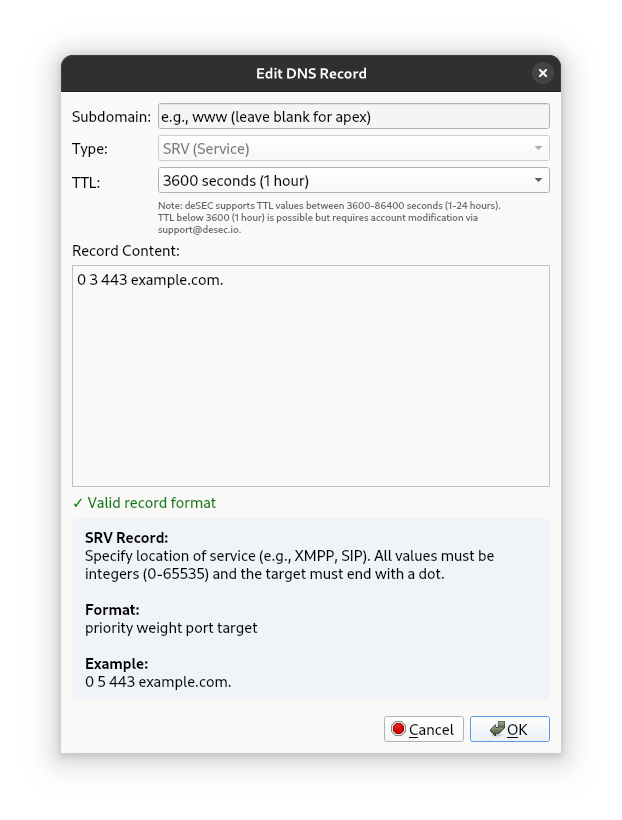 Edit DNS Record
Subdomain: e.g., www (leave blank for apex)
Type: SRV (Service)
TTL: 3600 seconds (1 hour)
Note: deSEC supports TTL values between 3600-86400 seconds (1-24 hours).
TTL below 3600 (1 hour) is possible but requires account modification via
support@desec.io.
Record Content:
0 3 443 example.com.
✓ Valid record format
SRV Record:
Specify location of service (e.g., XMPP, SIP). All values must be
integers (0-65535) and the target must end with a dot.
Format:
priority weight port target
Example:
0 5 443 example.com.
Cancel OK